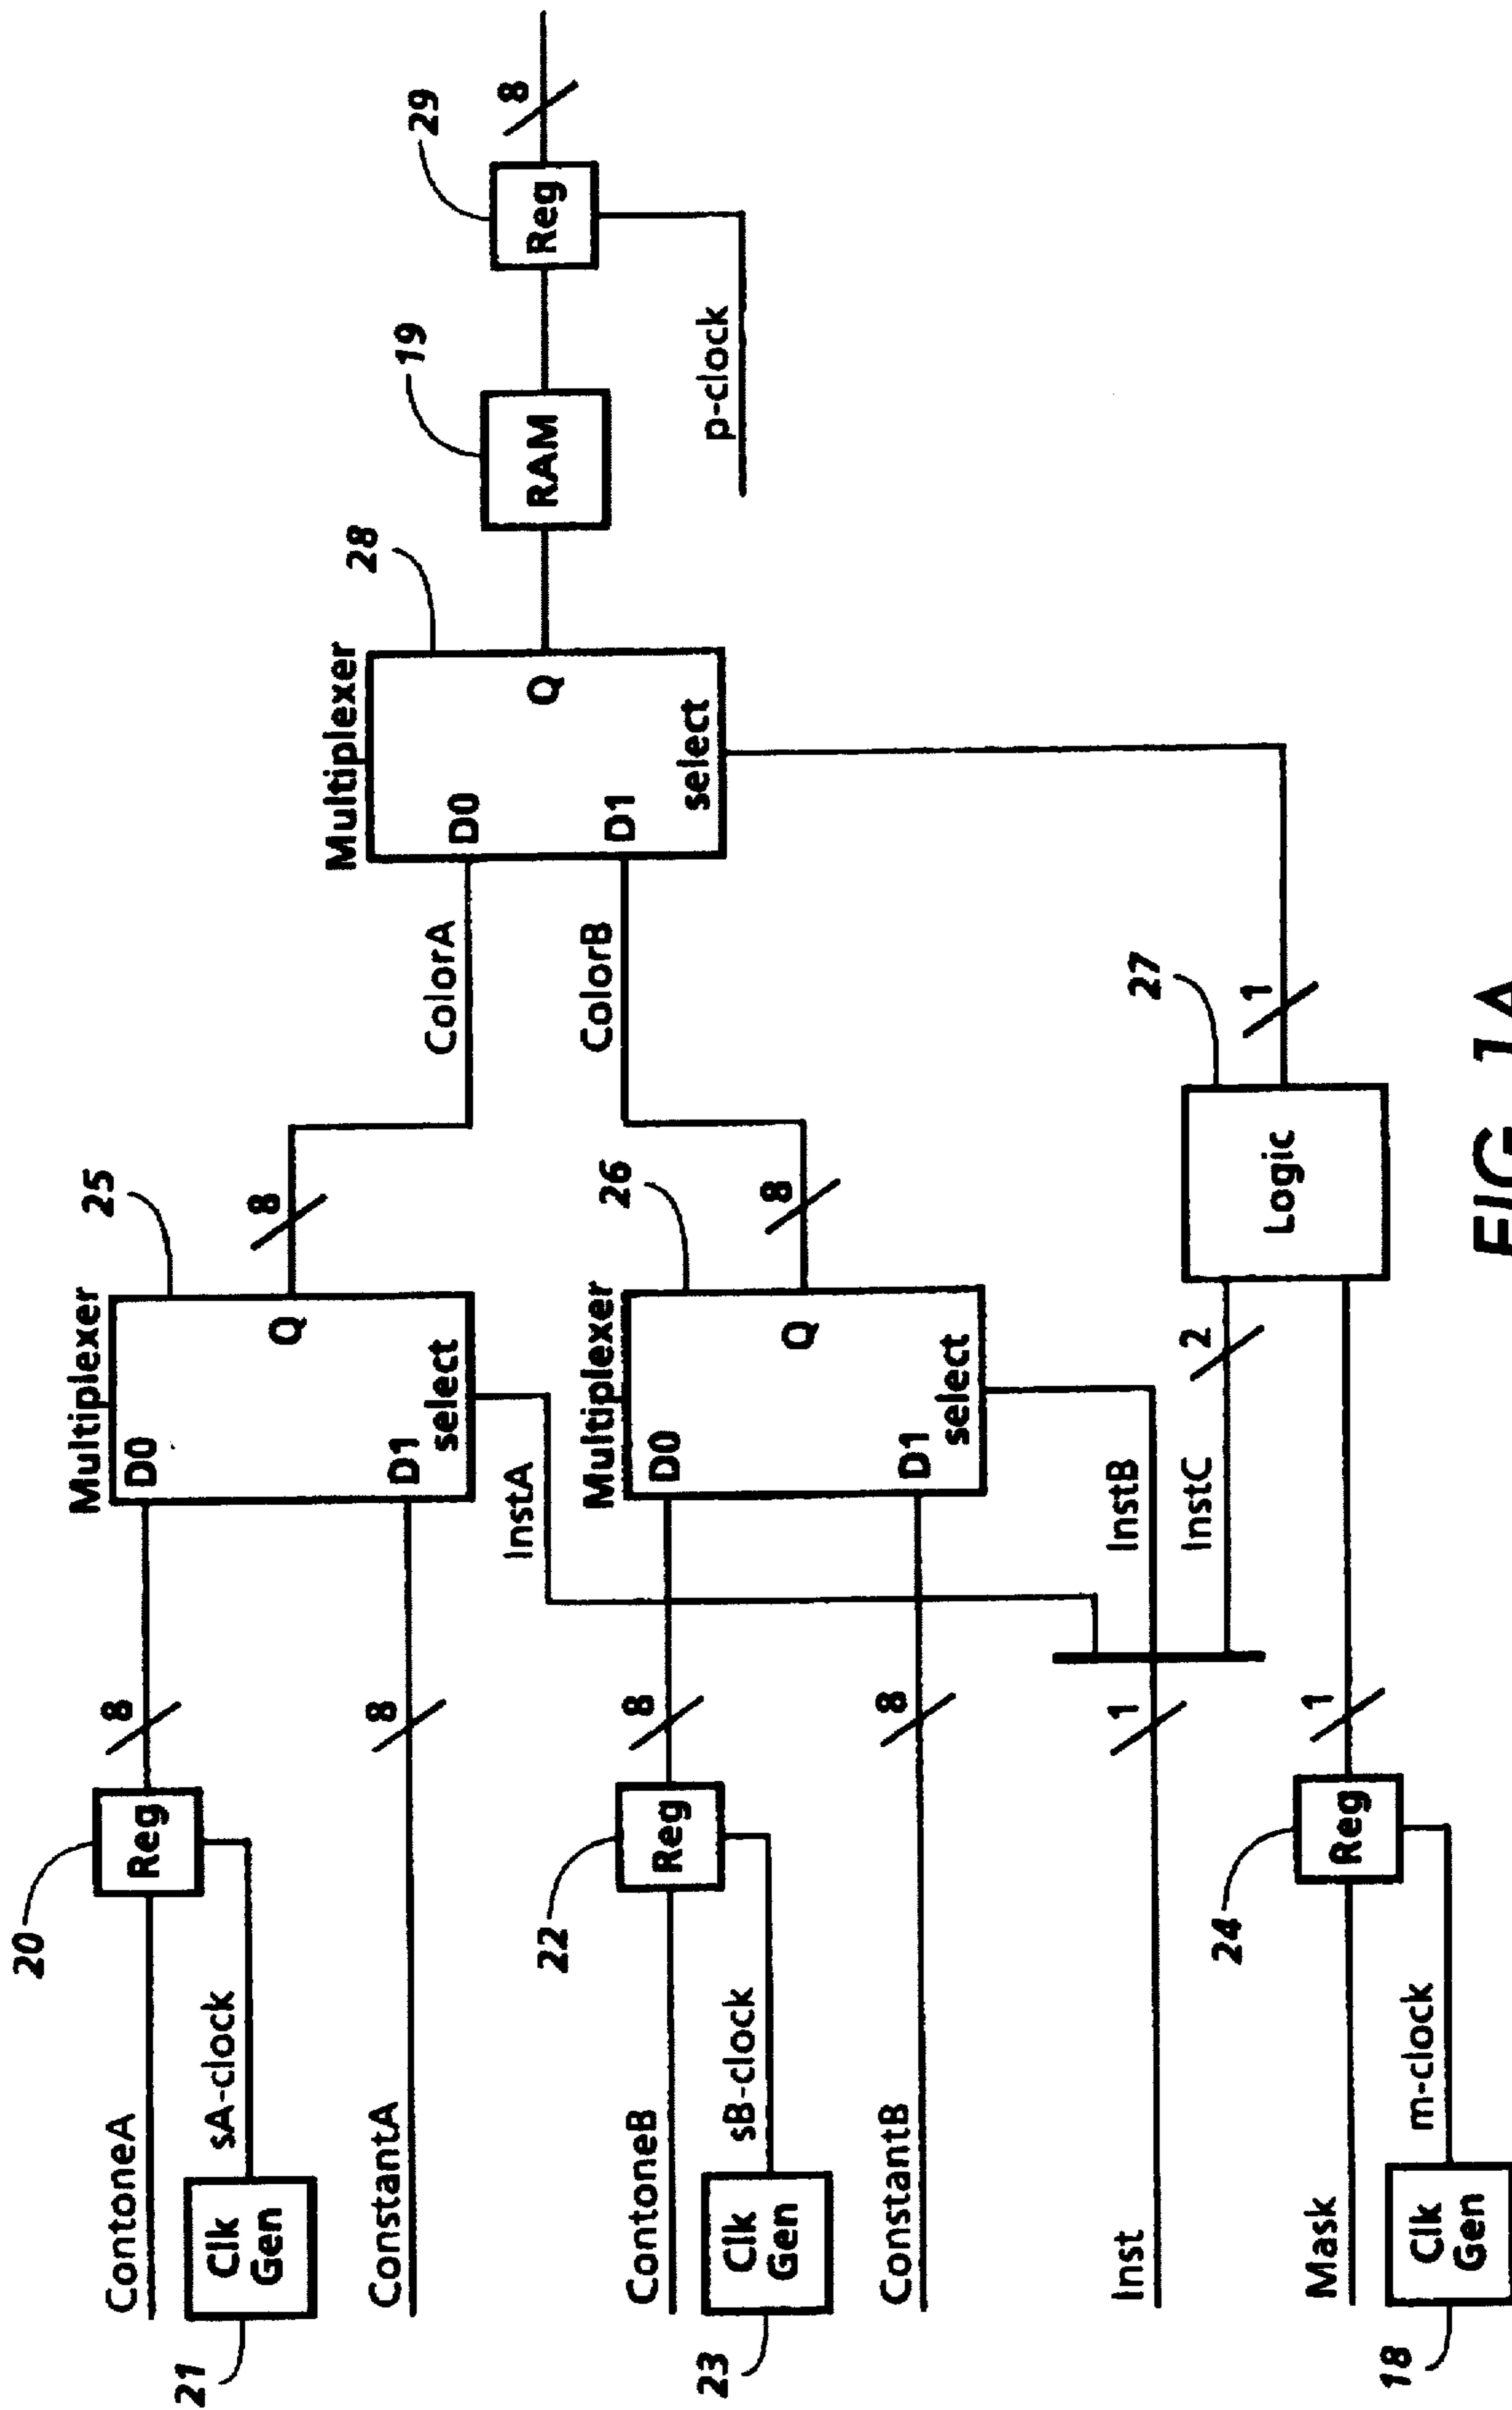 ContoneA
20
Reg
8
21
Clk
Gen
sA-clock
ConstantA
8
Multiplexer
25
D0
D1
Q
select
8
InstA
ColorA
ContoneB
22
Reg
8
23
Clk
Gen
sB-clock
ConstantB
8
Multiplexer
26
D0
D1
Q
select
8
ColorB
Inst
1
InstB
InstC
2
Mask
24
Reg
1
18
Clk
Gen
m-clock
Logic
27
1
Multiplexer
28
D0
D1
Q
select
RAM
19
Reg
29
8
p-clock
FIG. 1A